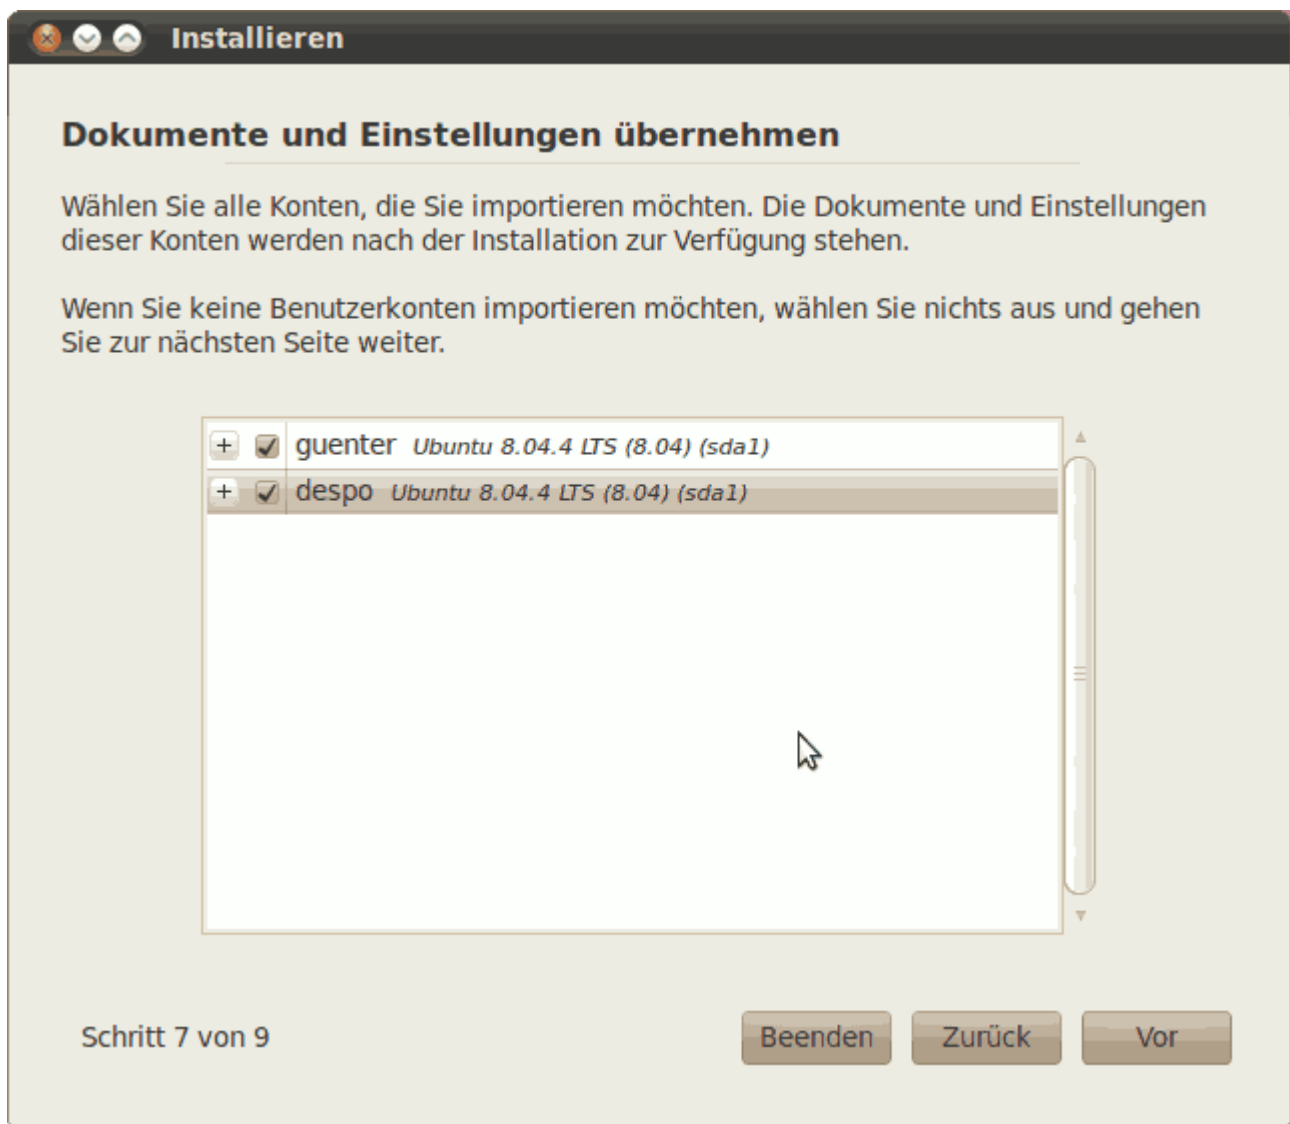 Installieren
Dokumente und Einstellungen übernehmen
Wählen Sie alle Konten, die Sie importieren möchten. Die Dokumente und Einstellungen
dieser Konten werden nach der Installation zur Verfügung stehen.
Wenn Sie keine Benutzerkonten importieren möchten, wählen Sie nichts aus und gehen
Sie zur nächsten Seite weiter.
guenter Ubuntu 8.04.4 LTS (8.04) (sda1)
despo Ubuntu 8.04.4 LTS (8.04) (sda1)
Schritt 7 von 9 Beenden Zurück Vor